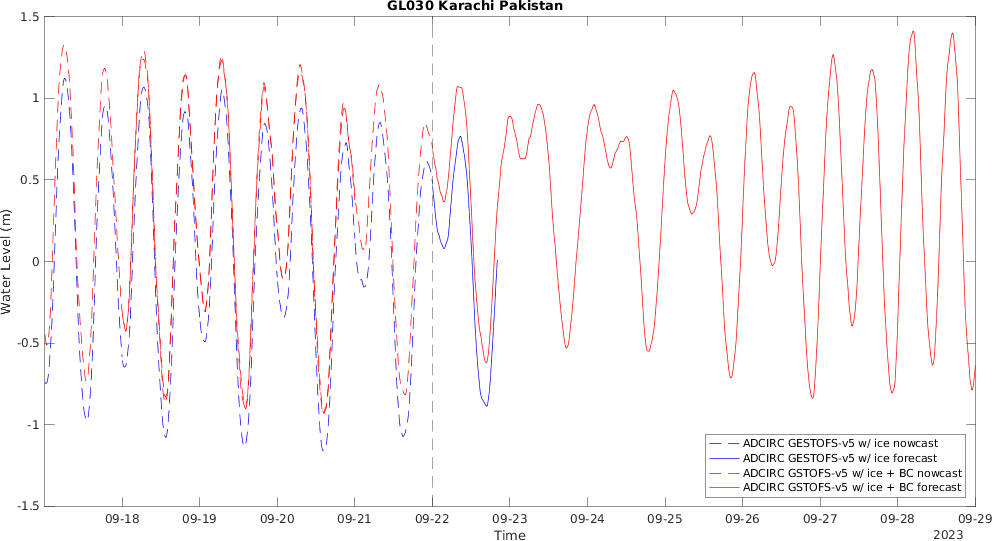 GL030 Karachi Pakistan
1.5
1
0.5
0
-0.5
-1
-1.5
Water Level (m)
ADCIRC GESTOFS-v5 w/ ice nowcast
ADCIRC GESTOFS-v5 w/ ice forecast
ADCIRC GSTOFS-v5 w/ ice + BC nowcast
ADCIRC GSTOFS-v5 w/ ice + BC forecast
09-18 09-19 09-20 09-21 09-22 09-23 09-24 09-25 09-26 09-27 09-28 09-29
Time
2023